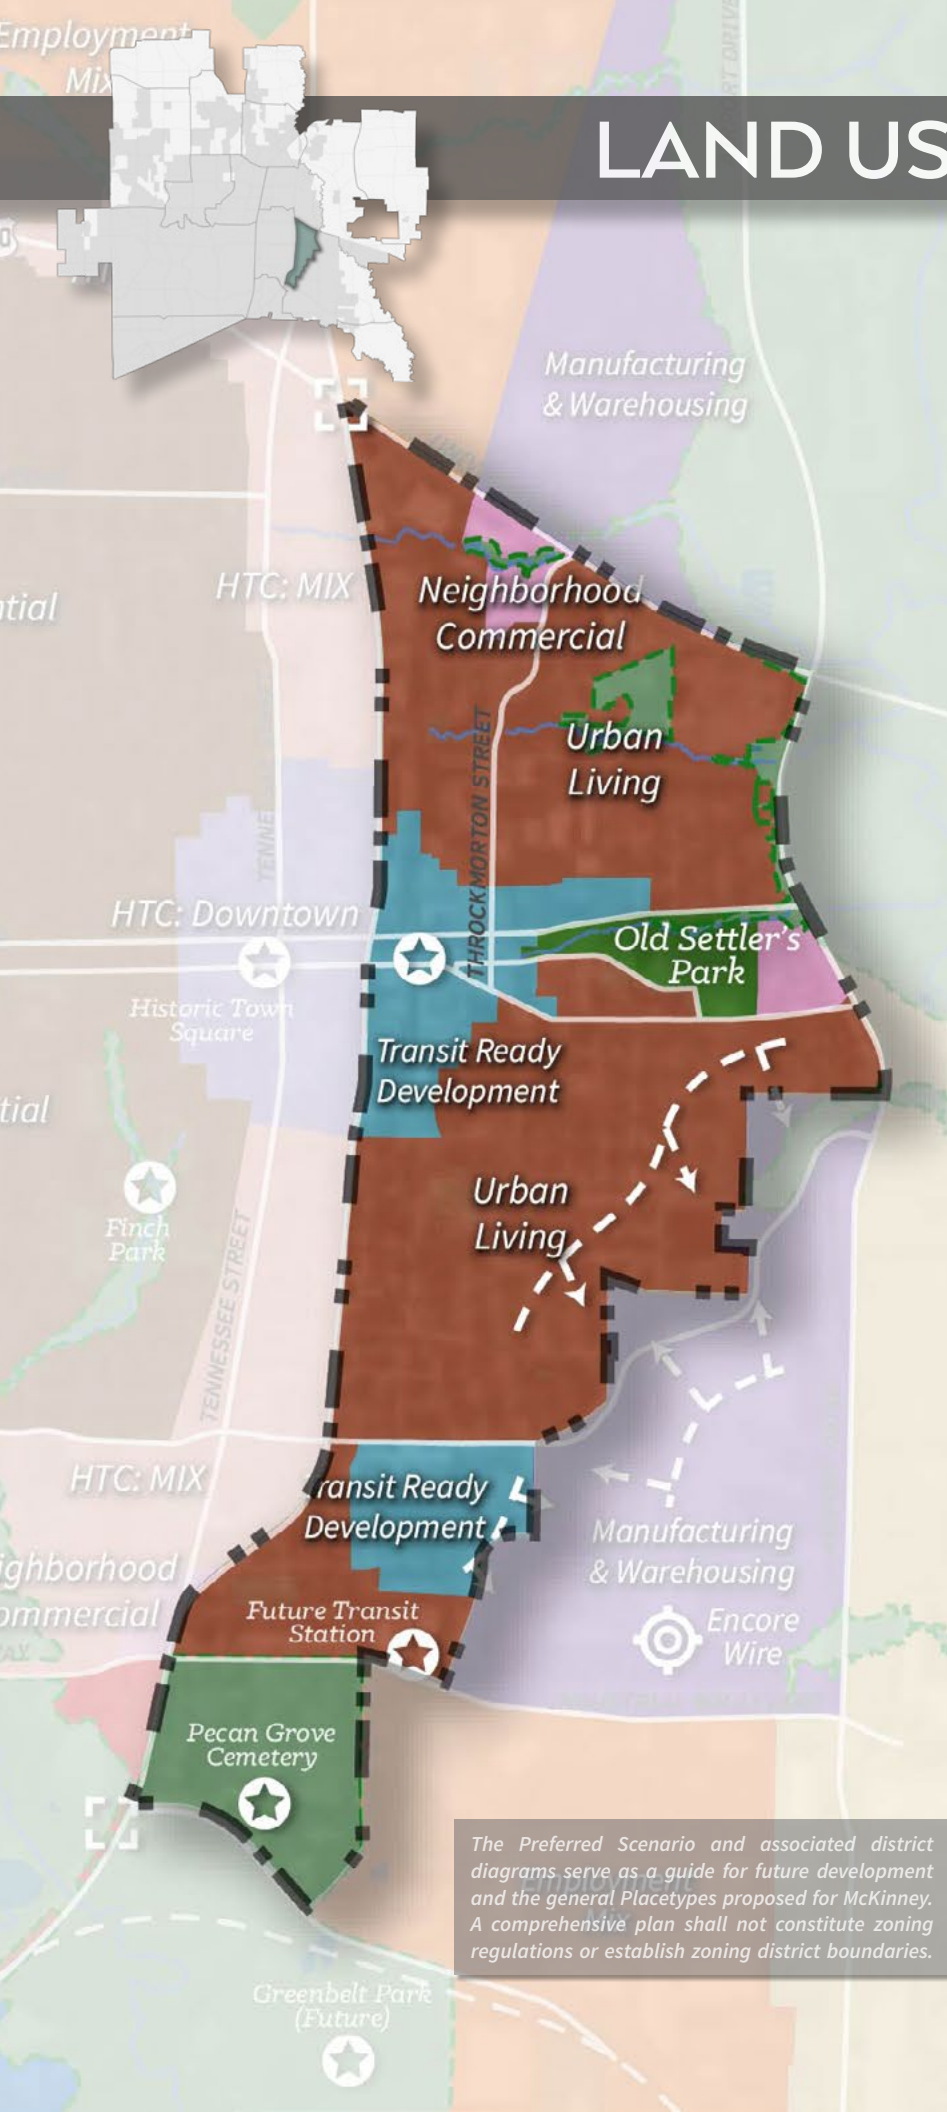 Employment
Mix
LAND US
Manufacturing
& Warehousing
HTC: MIX
ntial
Neighborhood
Commercial
Urban
Living
THROCKMORTON STREET
TENNE
HTC: Downtown
Historic Town
Square
Old Settler's
Park
Transit Ready
Development
tial
Finch
Park
Urban
Living
TENNESSEE STREET
HTC: MIX
ransit Ready
Development
Manufacturing
& Warehousing
ighborhood
ommercial
Future Transit
Station
Encore
Wire
Pecan Grove
Cemetery
The Preferred Scenario and associated district
diagrams serve as a guide for future development
and the general Placetypes proposed for McKinney.
A comprehensive plan shall not constitute zoning
regulations or establish zoning district boundaries.
Employment
Mix
Greenbelt Park
(Future)